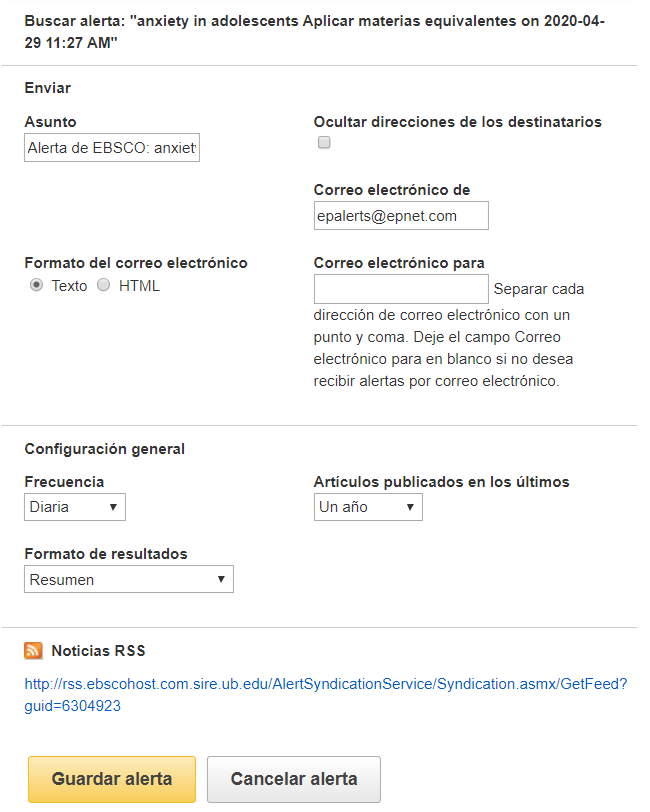 Buscar alerta: "anxiety in adolescents Aplicar materias equivalentes on 2020-04-
29 11:27 AM"
Enviar
Asunto
Alerta de EBSCO: anxiet
Ocultar direcciones de los destinatarios
Correo electrónico de
epalerts@epnet.com
Formato del correo electrónico
Texto HTML
Correo electrónico para
Separar cada
dirección de correo electrónico con un
punto y coma. Deje el campo Correo
electrónico para en blanco si no desea
recibir alertas por correo electrónico.
Configuración general
Frecuencia
Diaria
Artículos publicados en los últimos
Un año
Formato de resultados
Resumen
Noticias RSS
http://rss.ebscohost.com.sire.ub.edu/AlertSyndicationService/Syndication.asmx/GetFeed?
guid=6304923
Guardar alerta Cancelar alerta